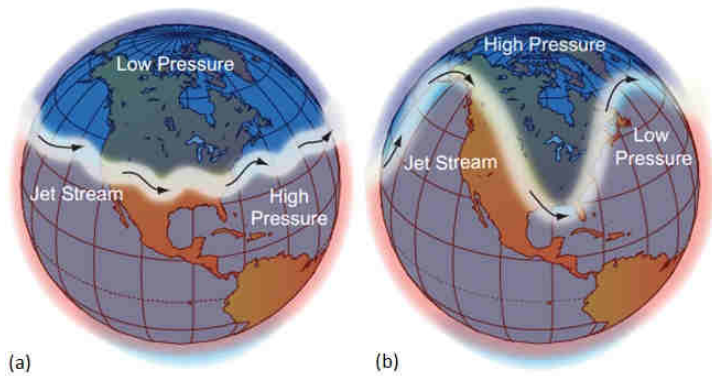 Low Pressure
Jet Stream
High
Pressure
(a)
High Pressure
Jet Stream
Low
Pressure
(b)